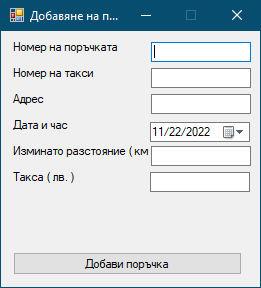 Добавяне на п...
Номер на поръчката
Номер на такси
Адрес
Дата и час 11/22/2022
Изминато разстояние ( км
Такса ( лв. )
Добави поръчка